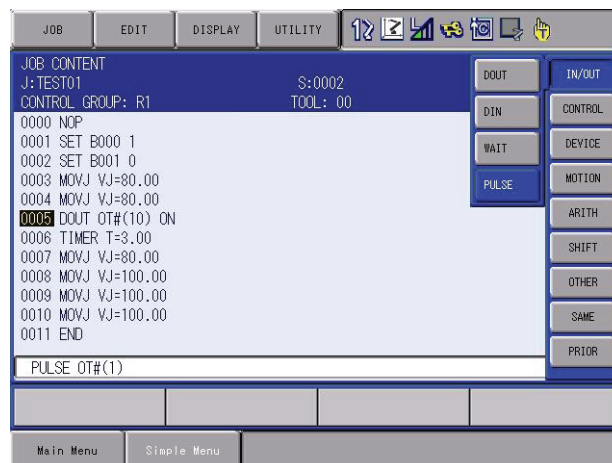 JOB EDIT DISPLAY UTILITY
JOB CONTENT
J:TEST01 S:0002
CONTROL GROUP: R1 TOOL: 00
0000 NOP
0001 SET B000 1
0002 SET B001 0
0003 MOVJ VJ=80.00
0004 MOVJ VJ=80.00
0005 DOUT OT#(10) ON
0006 TIMER T=3.00
0007 MOVJ VJ=80.00
0008 MOVJ VJ=100.00
0009 MOVJ VJ=100.00
0010 MOVJ VJ=100.00
0011 END
PULSE OT#(1)
DOUT
DIN
WAIT
PULSE
IN/OUT
CONTROL
DEVICE
MOTION
ARITH
SHIFT
OTHER
SAME
PRIOR
Main Menu Simple Menu